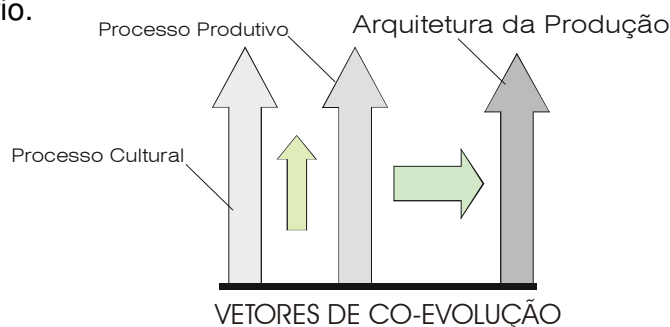 io.
Processo Produtivo
Arquitetura da Produção
Processo Cultural
VETORES DE CO-EVOLUÇÃO